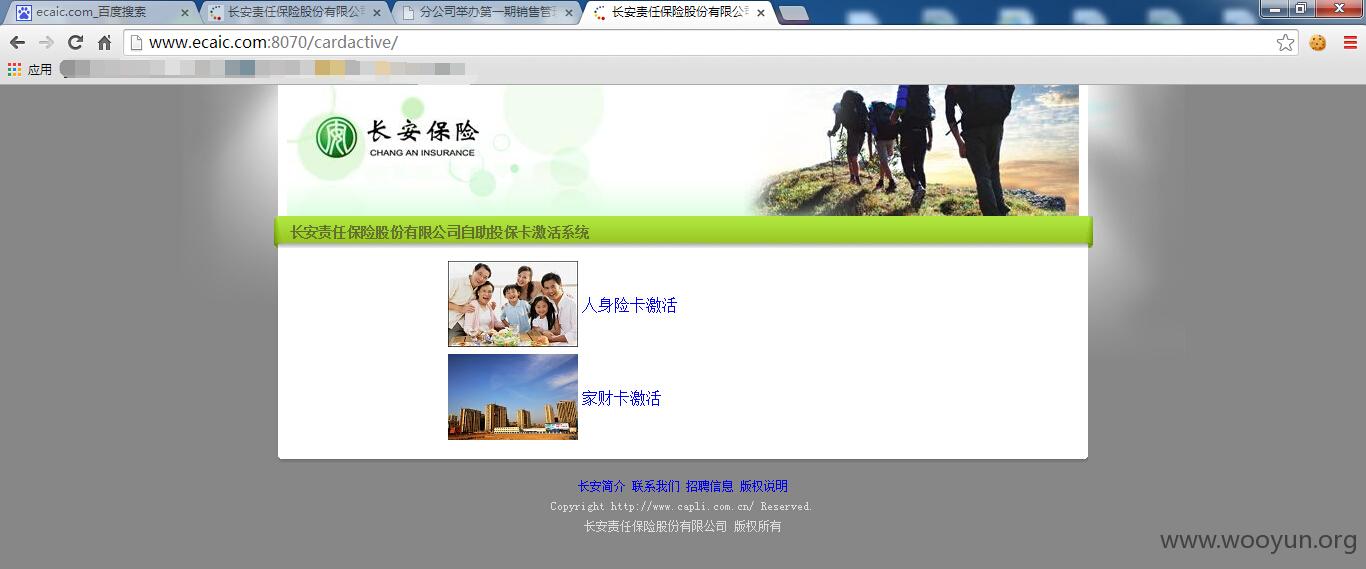 ecaic.com_百度搜索
长安责任保险股份有限公司
分公司举办第一期销售管
长安责任保险股份有限公司
www.ecaic.com:8070/cardactive/
应用
长安保险
CHANG AN INSURANCE
长安责任保险股份有限公司自助投保卡激活系统
人身险卡激活
家财卡激活
长安简介 联系我们 招聘信息 版权说明
Copyright http://www.capli.com.cn/ Reserved.
长安责任保险股份有限公司 版权所有
www.wooyun.org